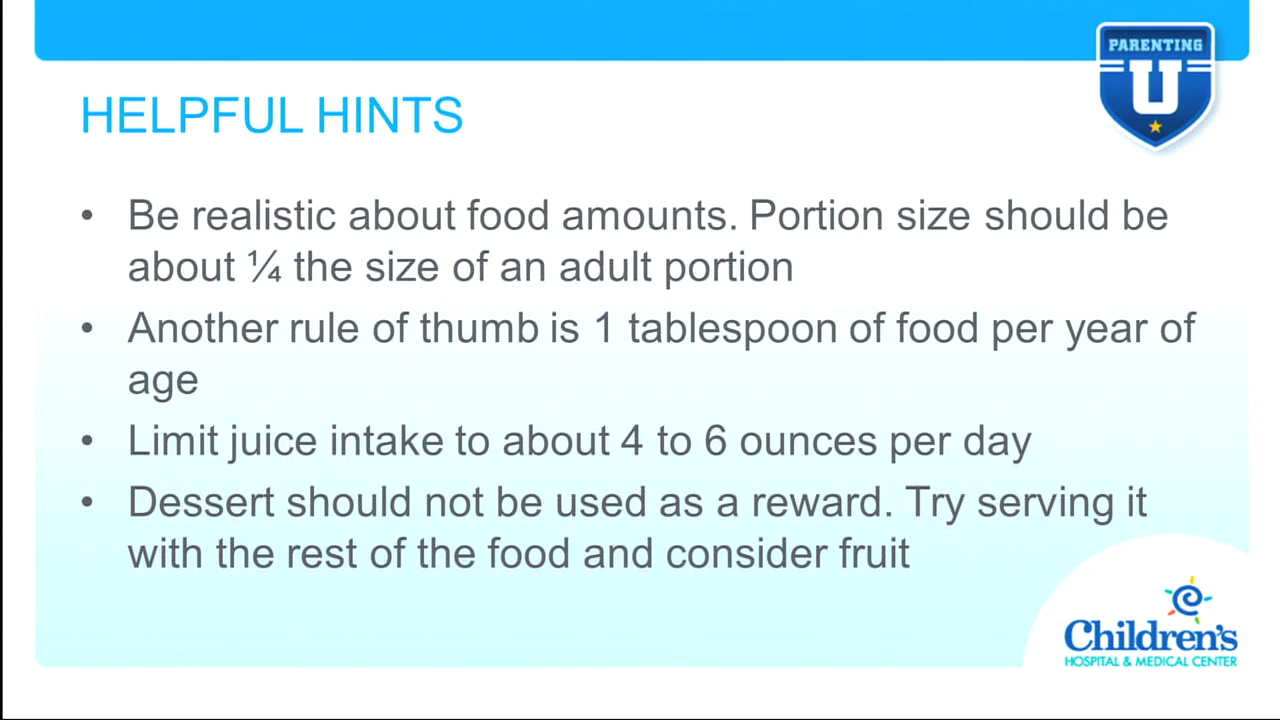 PARENTING
U
HELPFUL HINTS
• Be realistic about food amounts. Portion size should be
about ¼ the size of an adult portion
• Another rule of thumb is 1 tablespoon of food per year of
age
• Limit juice intake to about 4 to 6 ounces per day
• Dessert should not be used as a reward. Try serving it
with the rest of the food and consider fruit
Children's
HOSPITAL & MEDICAL CENTER